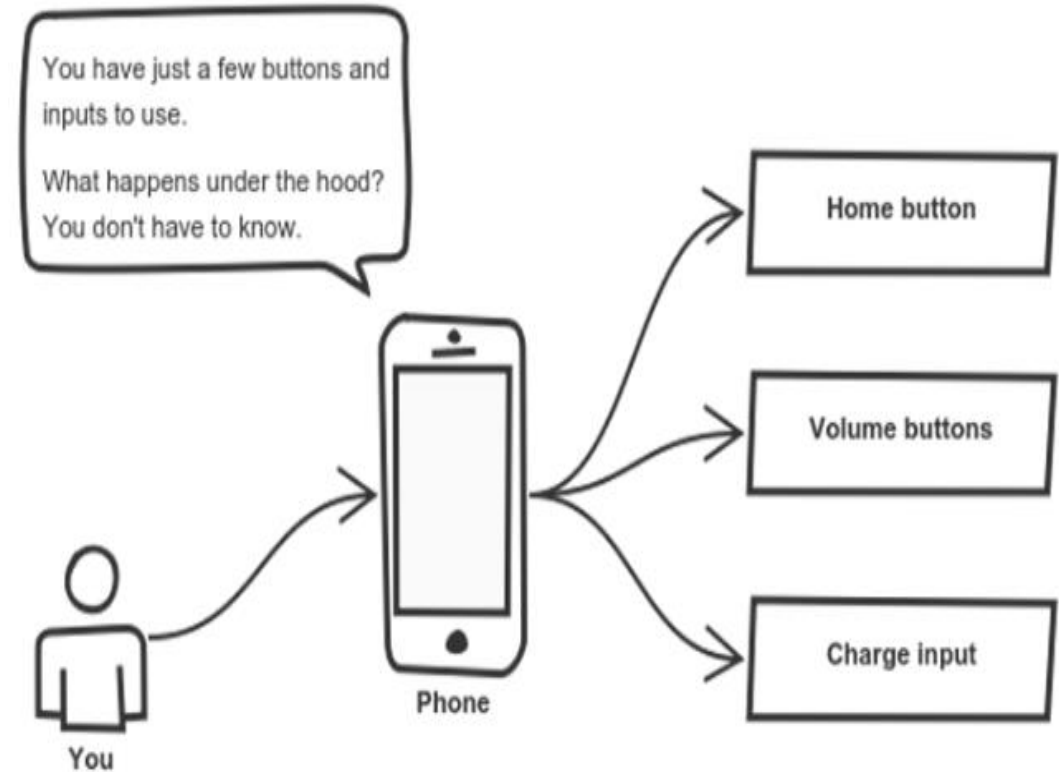 You have just a few buttons and
inputs to use.
What happens under the hood?
You don't have to know.
Home button
Volume buttons
Charge input
Phone
You